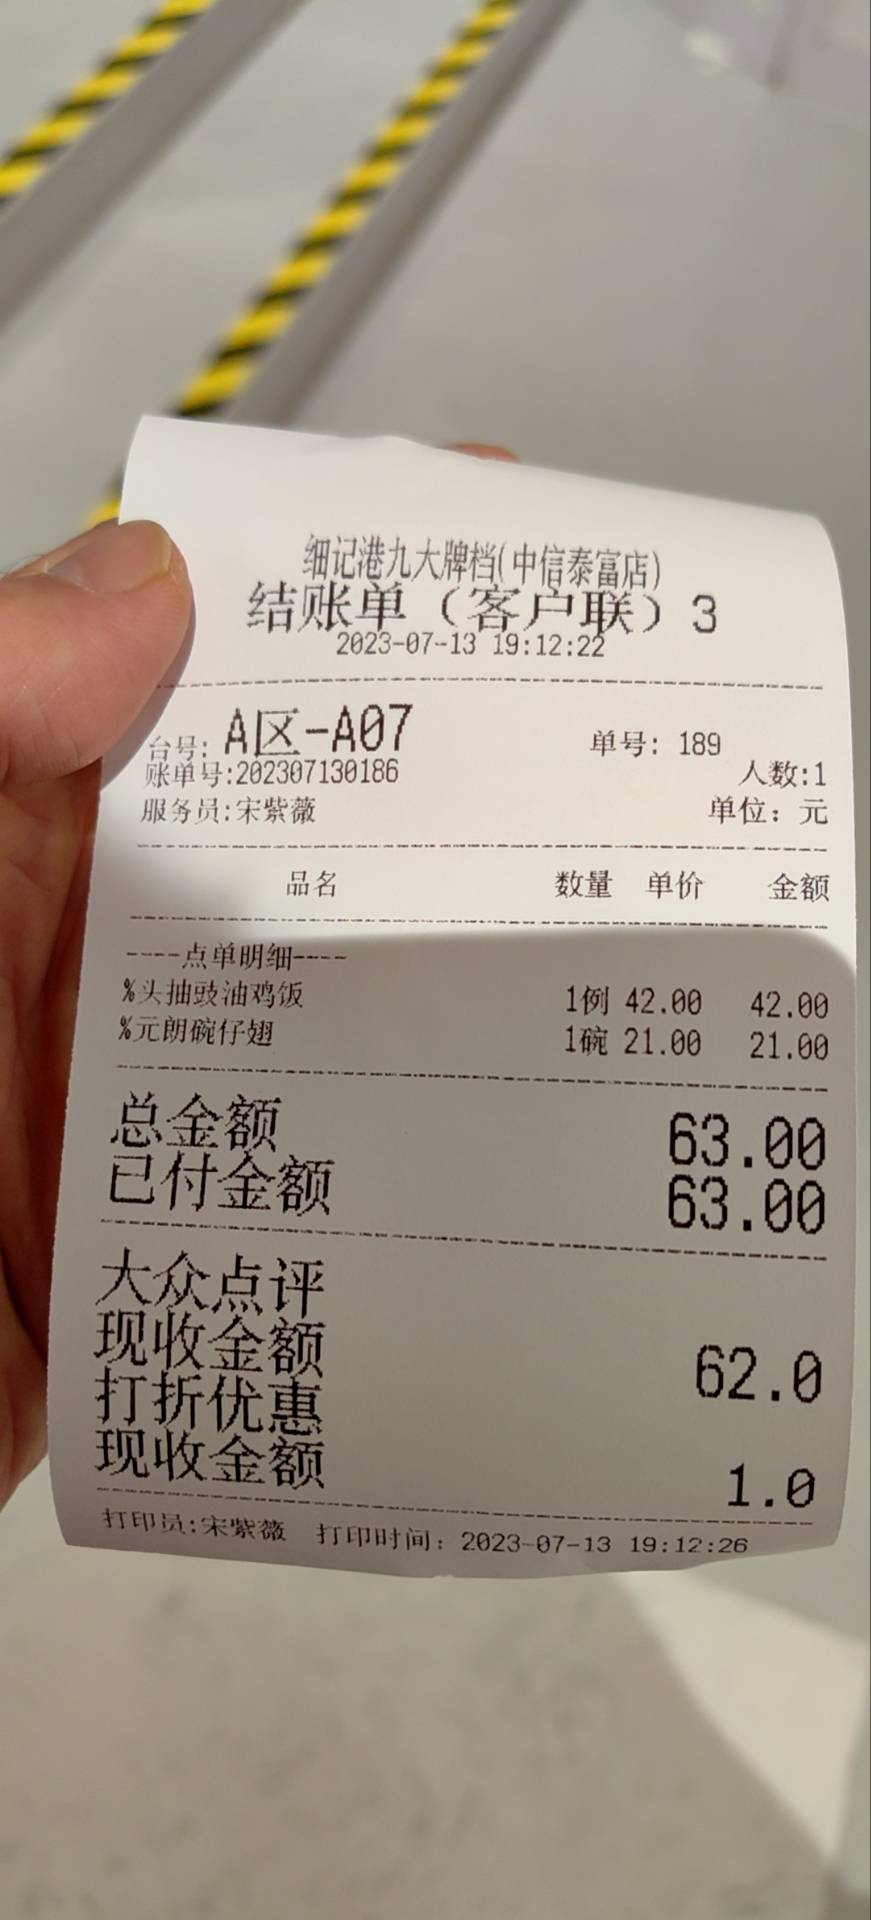 细记港九大牌档(中信泰富店)
结账单（客户联）3
2023-07-13 19:12:22
台号: A区-A07 单号: 189
账单号:202307130186 人数:1
服务员:宋紫薇 单位: 元
品名 数量 单价 金额
----点单明细----
%头抽豉油鸡饭 1例 42.00 42.00
%元朗碗仔翅 1碗 21.00 21.00
总金额 63.00
已付金额 63.00
大众点评
现收金额 62.0
打折优惠
现收金额 1.0
打印员:宋紫薇 打印时间: 2023-07-13 19:12:26